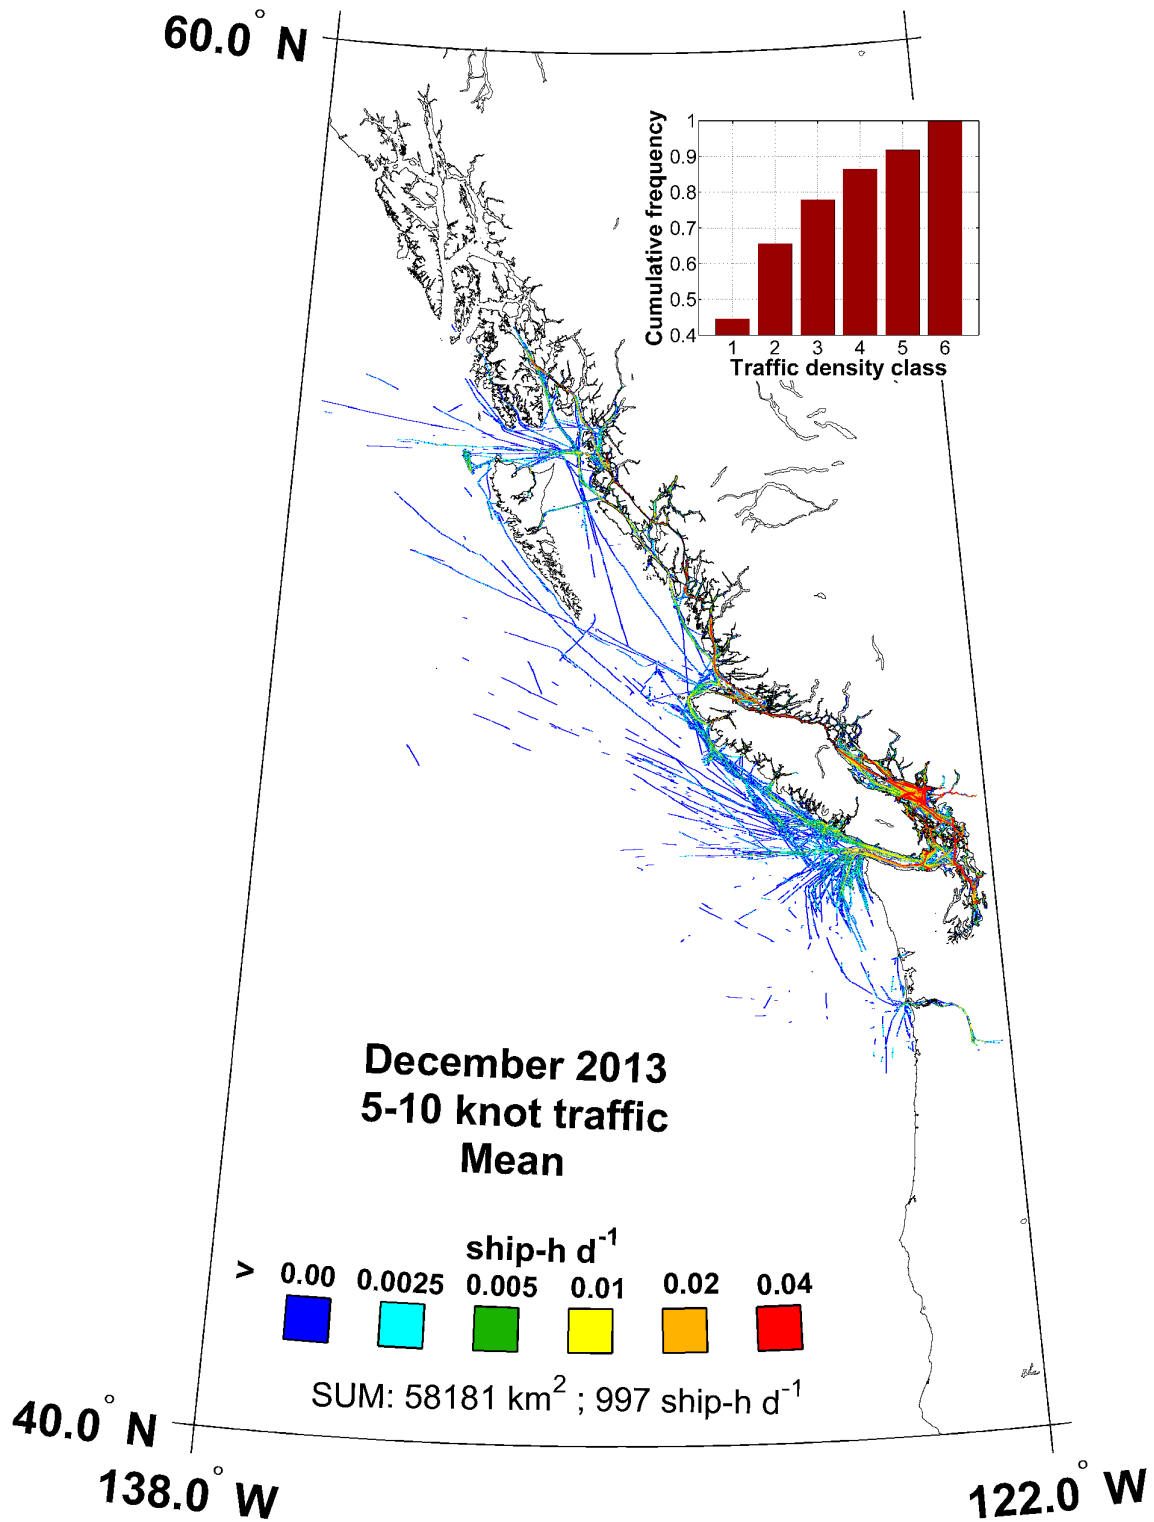 60.0° N
Cumulative frequency
1
0.9
0.8
0.7
0.6
0.5
0.4
1 2 3 4 5 6
Traffic density class
December 2013
5-10 knot traffic
Mean
ship-h d⁻¹
> 0.00 0.0025 0.005 0.01 0.02 0.04
SUM: 58181 km² ; 997 ship-h d⁻¹
40.0° N
138.0° W
122.0° W